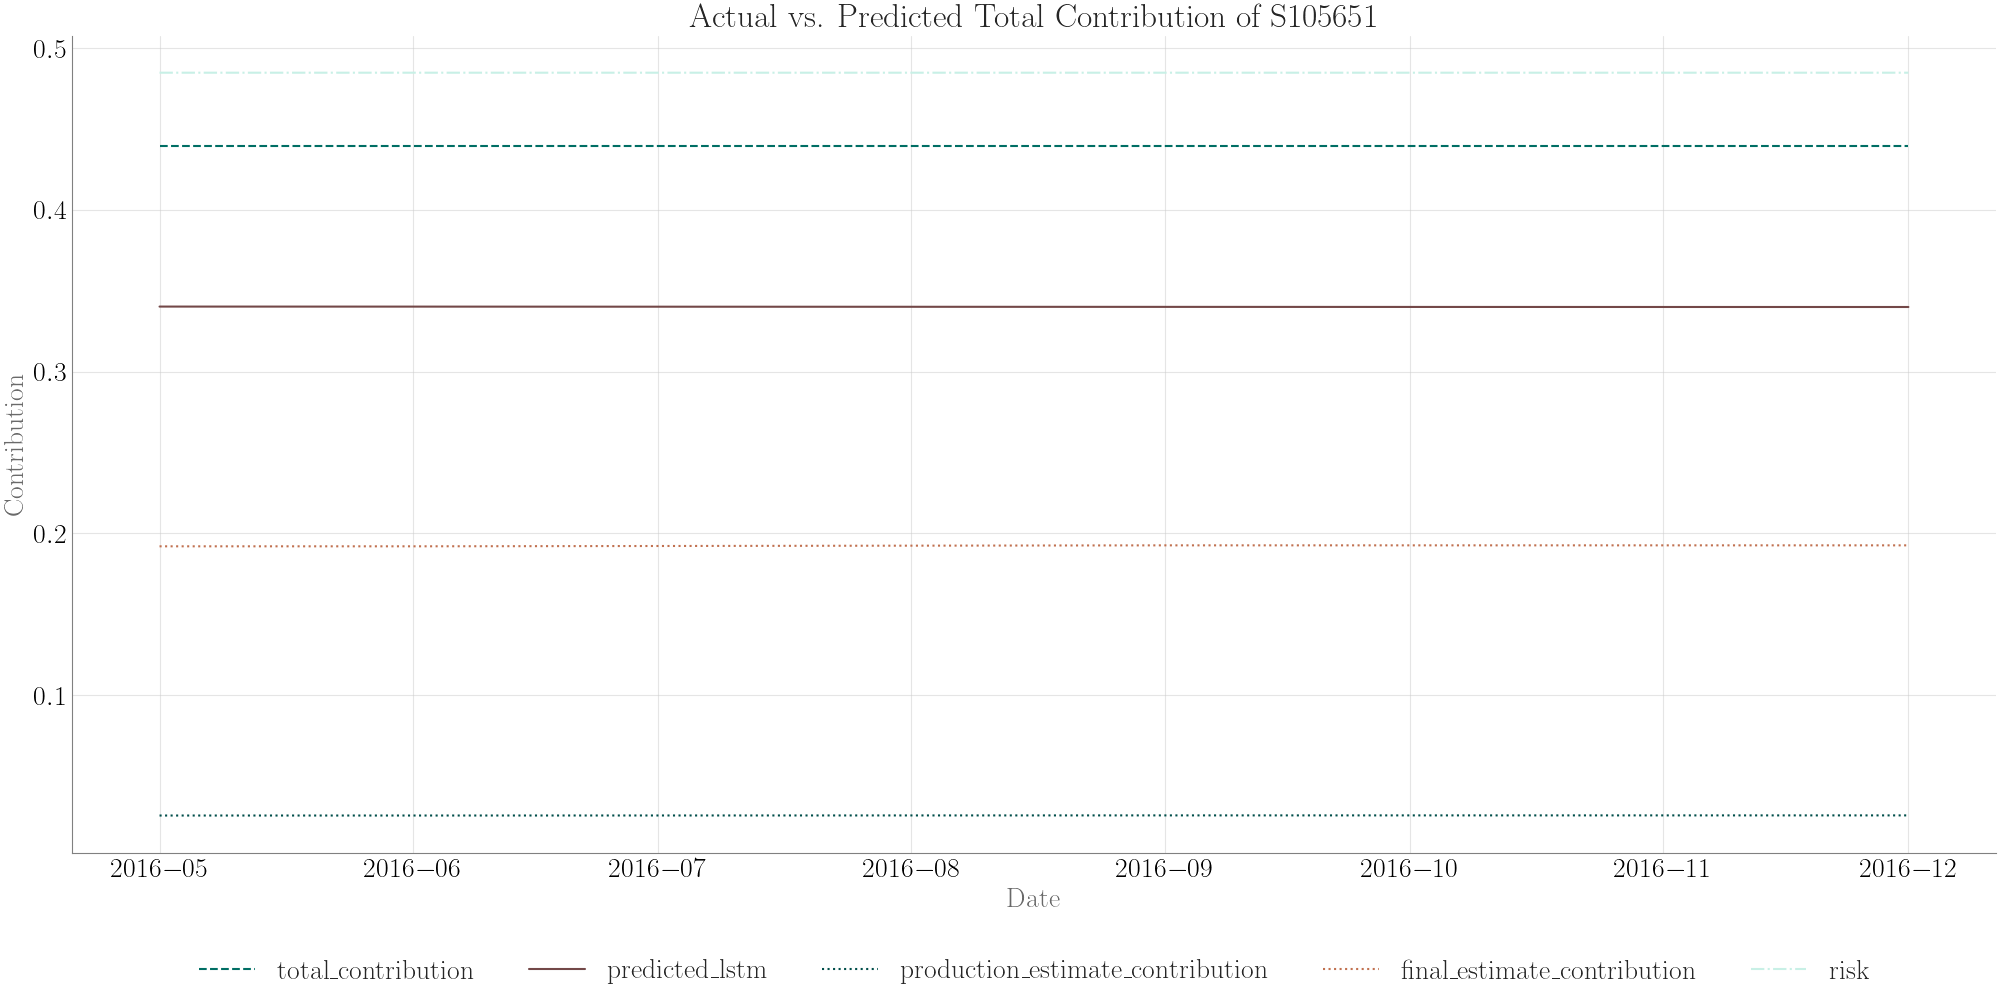 Actual vs. Predicted Total Contribution of S105651
0.5
0.4
0.3
0.2
0.1
Contribution
2016−05 2016−06 2016−07 2016−08 2016−09 2016−10 2016−11 2016−12
Date
total_contribution predicted_lstm production_estimate_contribution final_estimate_contribution risk